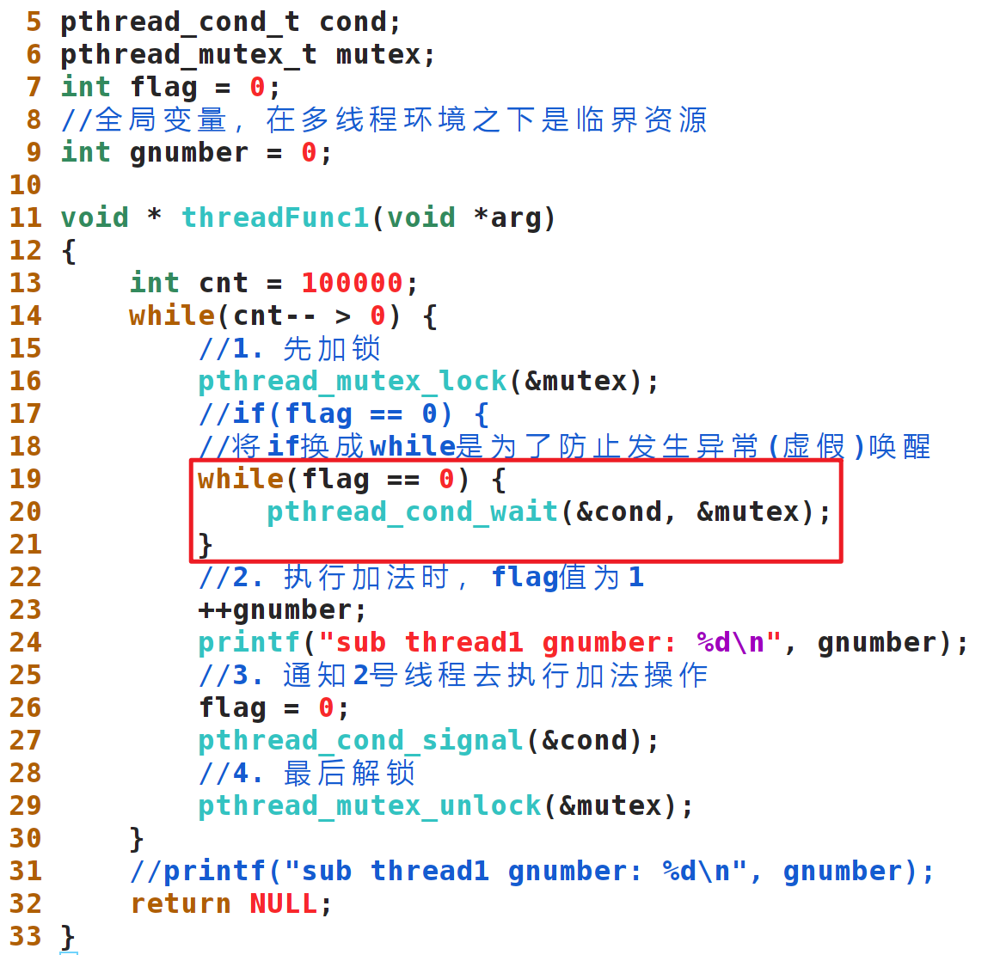 5 pthread_cond_t cond;
6 pthread_mutex_t mutex;
7 int flag = 0;
8 //全局变量，在多线程环境之下是临界资源
9 int gnumber = 0;
10
11 void * threadFunc1(void *arg)
12 {
13     int cnt = 100000;
14     while(cnt-- > 0) {
15         //1. 先加锁
16         pthread_mutex_lock(&mutex);
17         //if(flag == 0) {
18         //将if换成while是为了防止发生异常(虚假)唤醒
19         while(flag == 0) {
20             pthread_cond_wait(&cond, &mutex);
21         }
22         //2. 执行加法时，flag值为1
23         ++gnumber;
24         printf("sub thread1 gnumber: %d\n", gnumber);
25         //3. 通知2号线程去执行加法操作
26         flag = 0;
27         pthread_cond_signal(&cond);
28         //4. 最后解锁
29         pthread_mutex_unlock(&mutex);
30     }
31     //printf("sub thread1 gnumber: %d\n", gnumber);
32     return NULL;
33 }